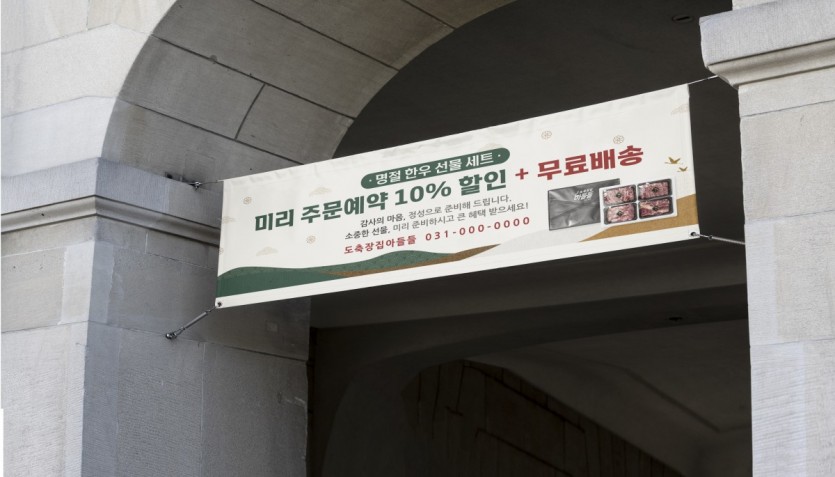 · 명절 한우 선물 세트 ·
미리 주문예약 10% 할인 + 무료배송
감사의 마음, 정성으로 준비해 드립니다.
소중한 선물, 미리 준비하시고 큰 혜택 받으세요!
도축장집아들들 031-000-0000